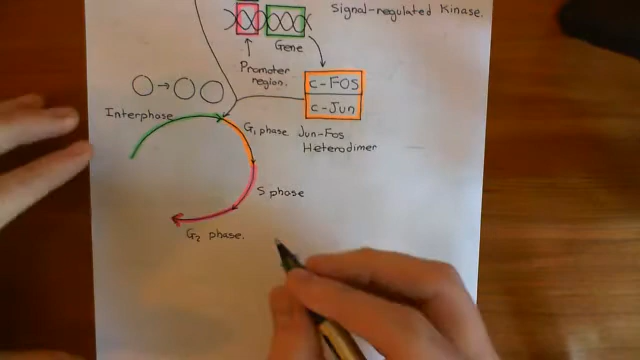 Signal-regulated Kinase.
Gene
Promoter
region.
c-FOS
c-Jun
Interphase
G₁ phase. Jun-Fos
Heterodimer
S phase
G₂ phase.